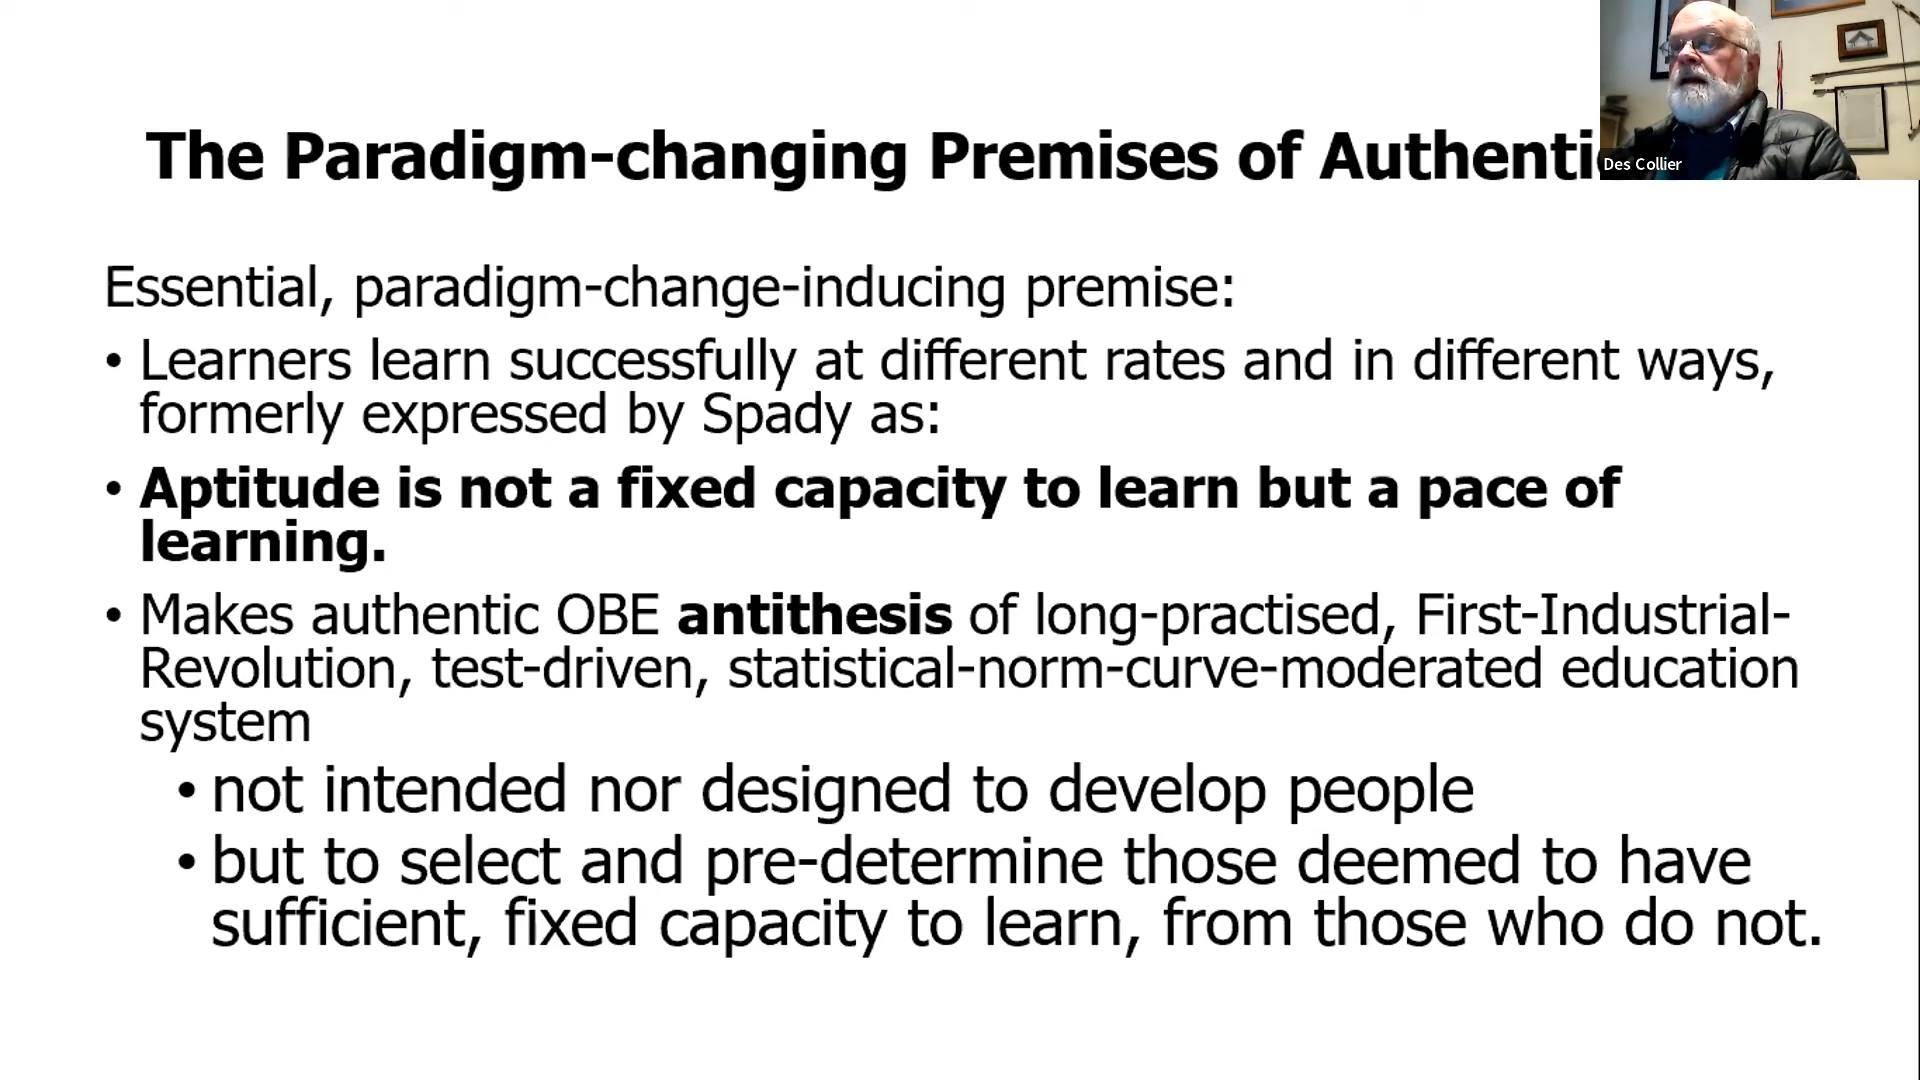 The Paradigm-changing Premises of
Des Collier
Essential, paradigm-change-inducing premise:
• Learners learn successfully at different rates and in different ways,
formerly expressed by Spady as:
• Aptitude is not a fixed capacity to learn but a pace of
learning.
• Makes authentic OBE antithesis of long-practised, First-Industrial-
Revolution, test-driven, statistical-norm-curve-moderated education
system
• not intended nor designed to develop people
• but to select and pre-determine those deemed to have
sufficient, fixed capacity to learn, from those who do not.